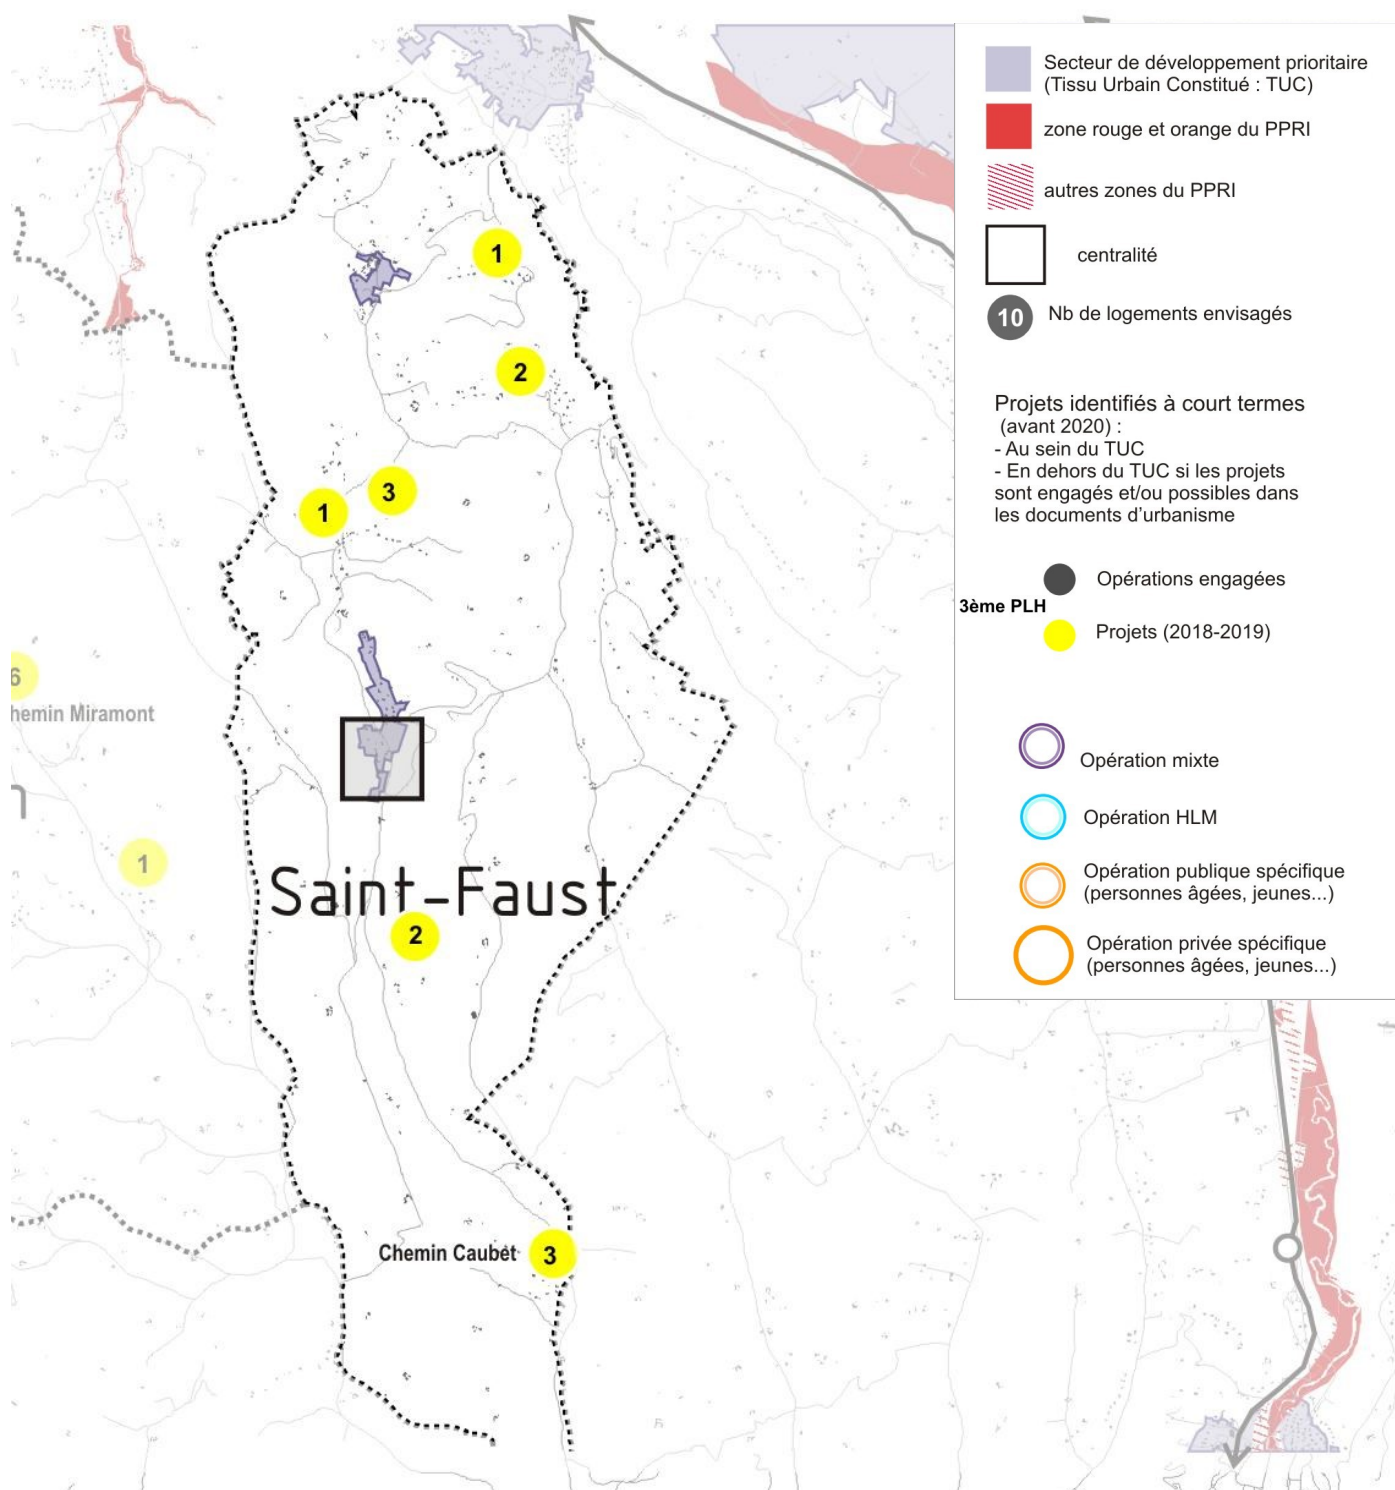 1
2
3
1
6
hemin Miramont
n
1
Saint-Faust
2
Chemin Caubet
3
Secteur de développement prioritaire
(Tissu Urbain Constitué : TUC)
zone rouge et orange du PPRI
autres zones du PPRI
centralité
10
Nb de logements envisagés
Projets identifiés à court termes
(avant 2020) :
- Au sein du TUC
- En dehors du TUC si les projets
sont engagés et/ou possibles dans
les documents d’urbanisme
Opérations engagées
3ème PLH
Projets (2018-2019)
Opération mixte
Opération HLM
Opération publique spécifique
(personnes âgées, jeunes...)
Opération privée spécifique
(personnes âgées, jeunes...)